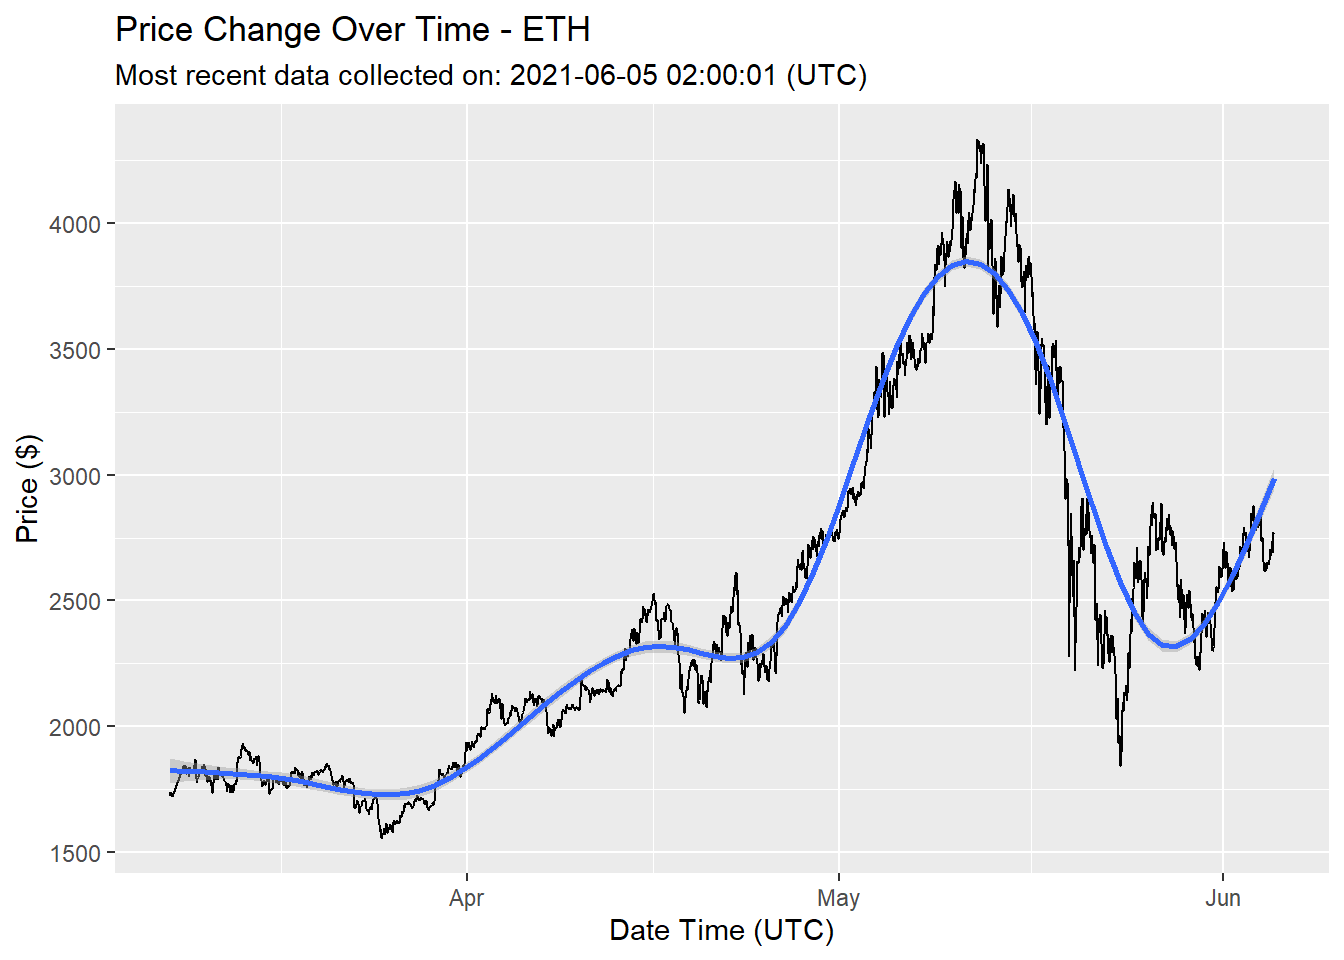 Price Change Over Time - ETH
Most recent data collected on: 2021-06-05 02:00:01 (UTC)
Price ($)
4000
3500
3000
2500
2000
1500
Apr May Jun
Date Time (UTC)